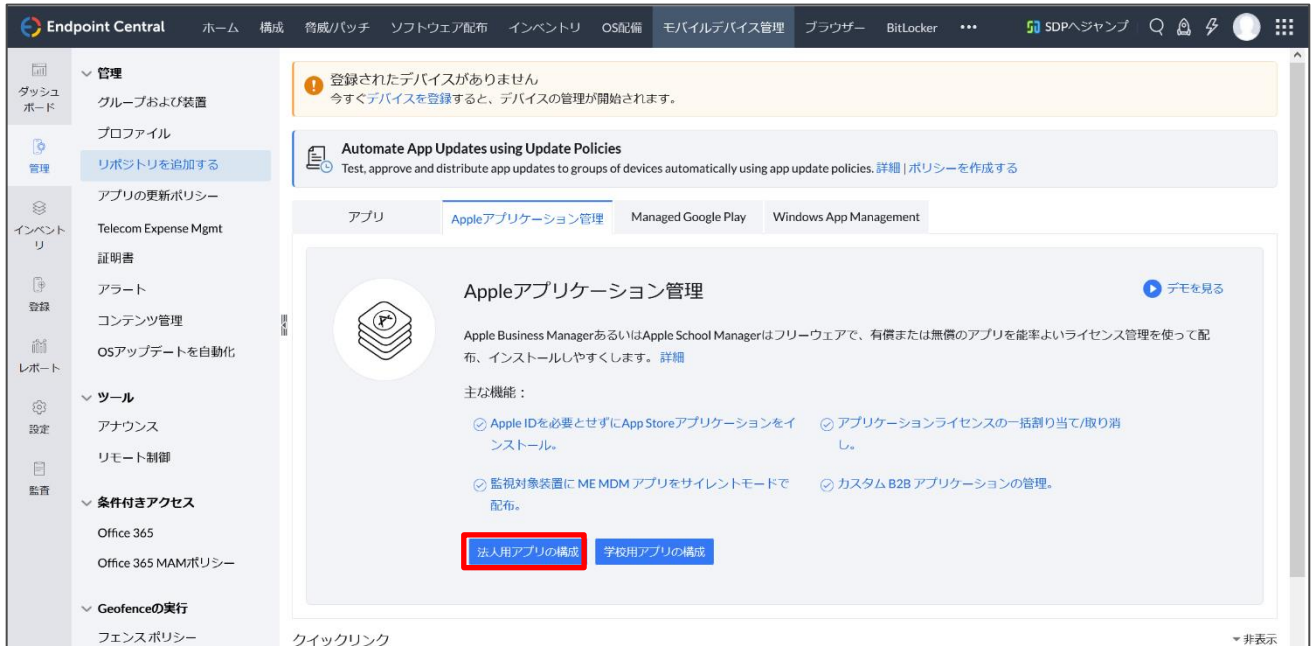 Endpoint Central
ホーム
構成
脅威/パッチ
ソフトウェア配布
インベントリ
OS配備
モバイルデバイス管理
ブラウザー
BitLocker
•••
SDPへジャンプ
ダッシュ
ボード
管理
インベント
リ
登録
レポート
設定
監査
管理
グループおよび装置
プロファイル
リポジトリを追加する
アプリの更新ポリシー
Telecom Expense Mgmt
証明書
アラート
コンテンツ管理
OSアップデートを自動化
ツール
アナウンス
リモート制御
条件付きアクセス
Office 365
Office 365 MAMポリシー
Geofenceの実行
フェンスポリシー
登録されたデバイスがありません
今すぐデバイスを登録すると、デバイスの管理が開始されます。
Automate App Updates using Update Policies
Test, approve and distribute app updates to groups of devices automatically using app update policies. 詳細 | ポリシーを作成する
アプリ
Appleアプリケーション管理
Managed Google Play
Windows App Management
Appleアプリケーション管理
デモを見る
Apple Business ManagerあるいはApple School Managerはフリーウェアで、有償または無償のアプリを能率よいライセンス管理を使って配
布、インストールしやすくします。 詳細
主な機能：
Apple IDを必要とせずにApp Storeアプリケーションをイ
ンストール。
アプリケーションライセンスの一括割り当て/取り消
し。
監視対象装置に ME MDM アプリをサイレントモードで
配布。
カスタム B2B アプリケーションの管理。
法人用アプリの構成
学校用アプリの構成
クイックリンク
非表示